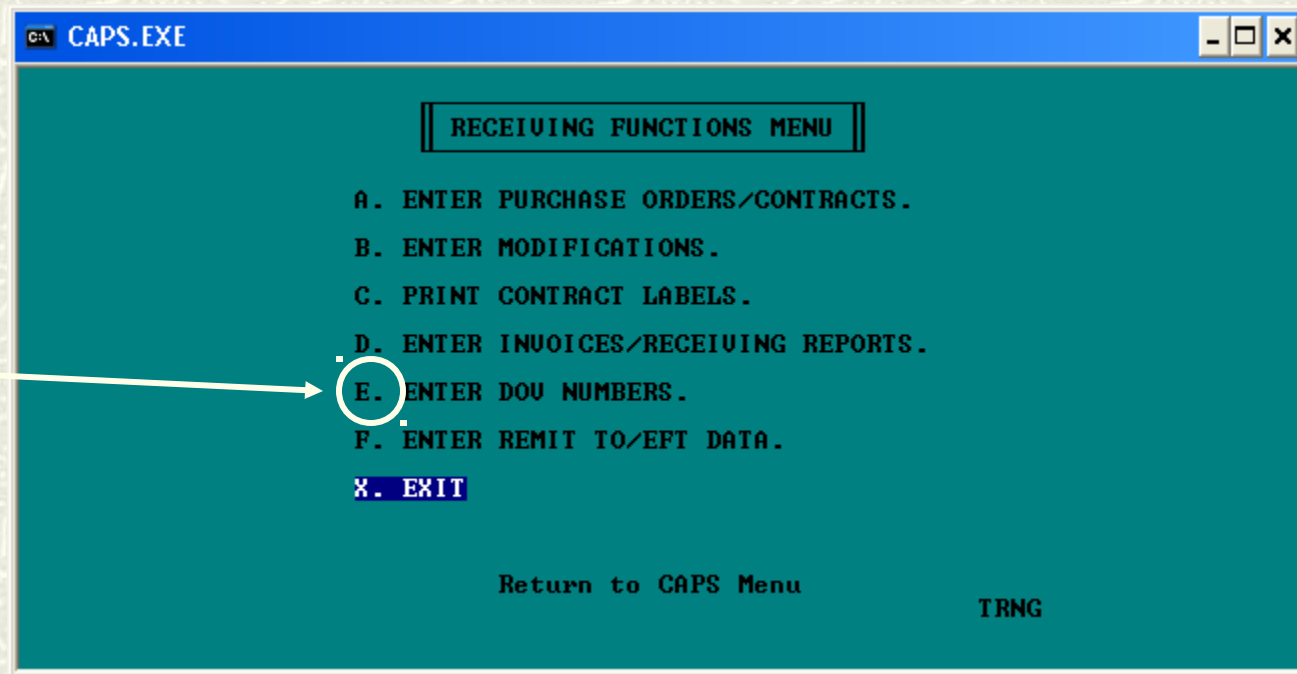 C:\ CAPS.EXE
RECEIVING FUNCTIONS MENU
A. ENTER PURCHASE ORDERS/CONTRACTS.
B. ENTER MODIFICATIONS.
C. PRINT CONTRACT LABELS.
D. ENTER INVOICES/RECEIVING REPORTS.
E. ENTER DOV NUMBERS.
F. ENTER REMIT TO/EFT DATA.
X. EXIT
Return to CAPS Menu
TRNG